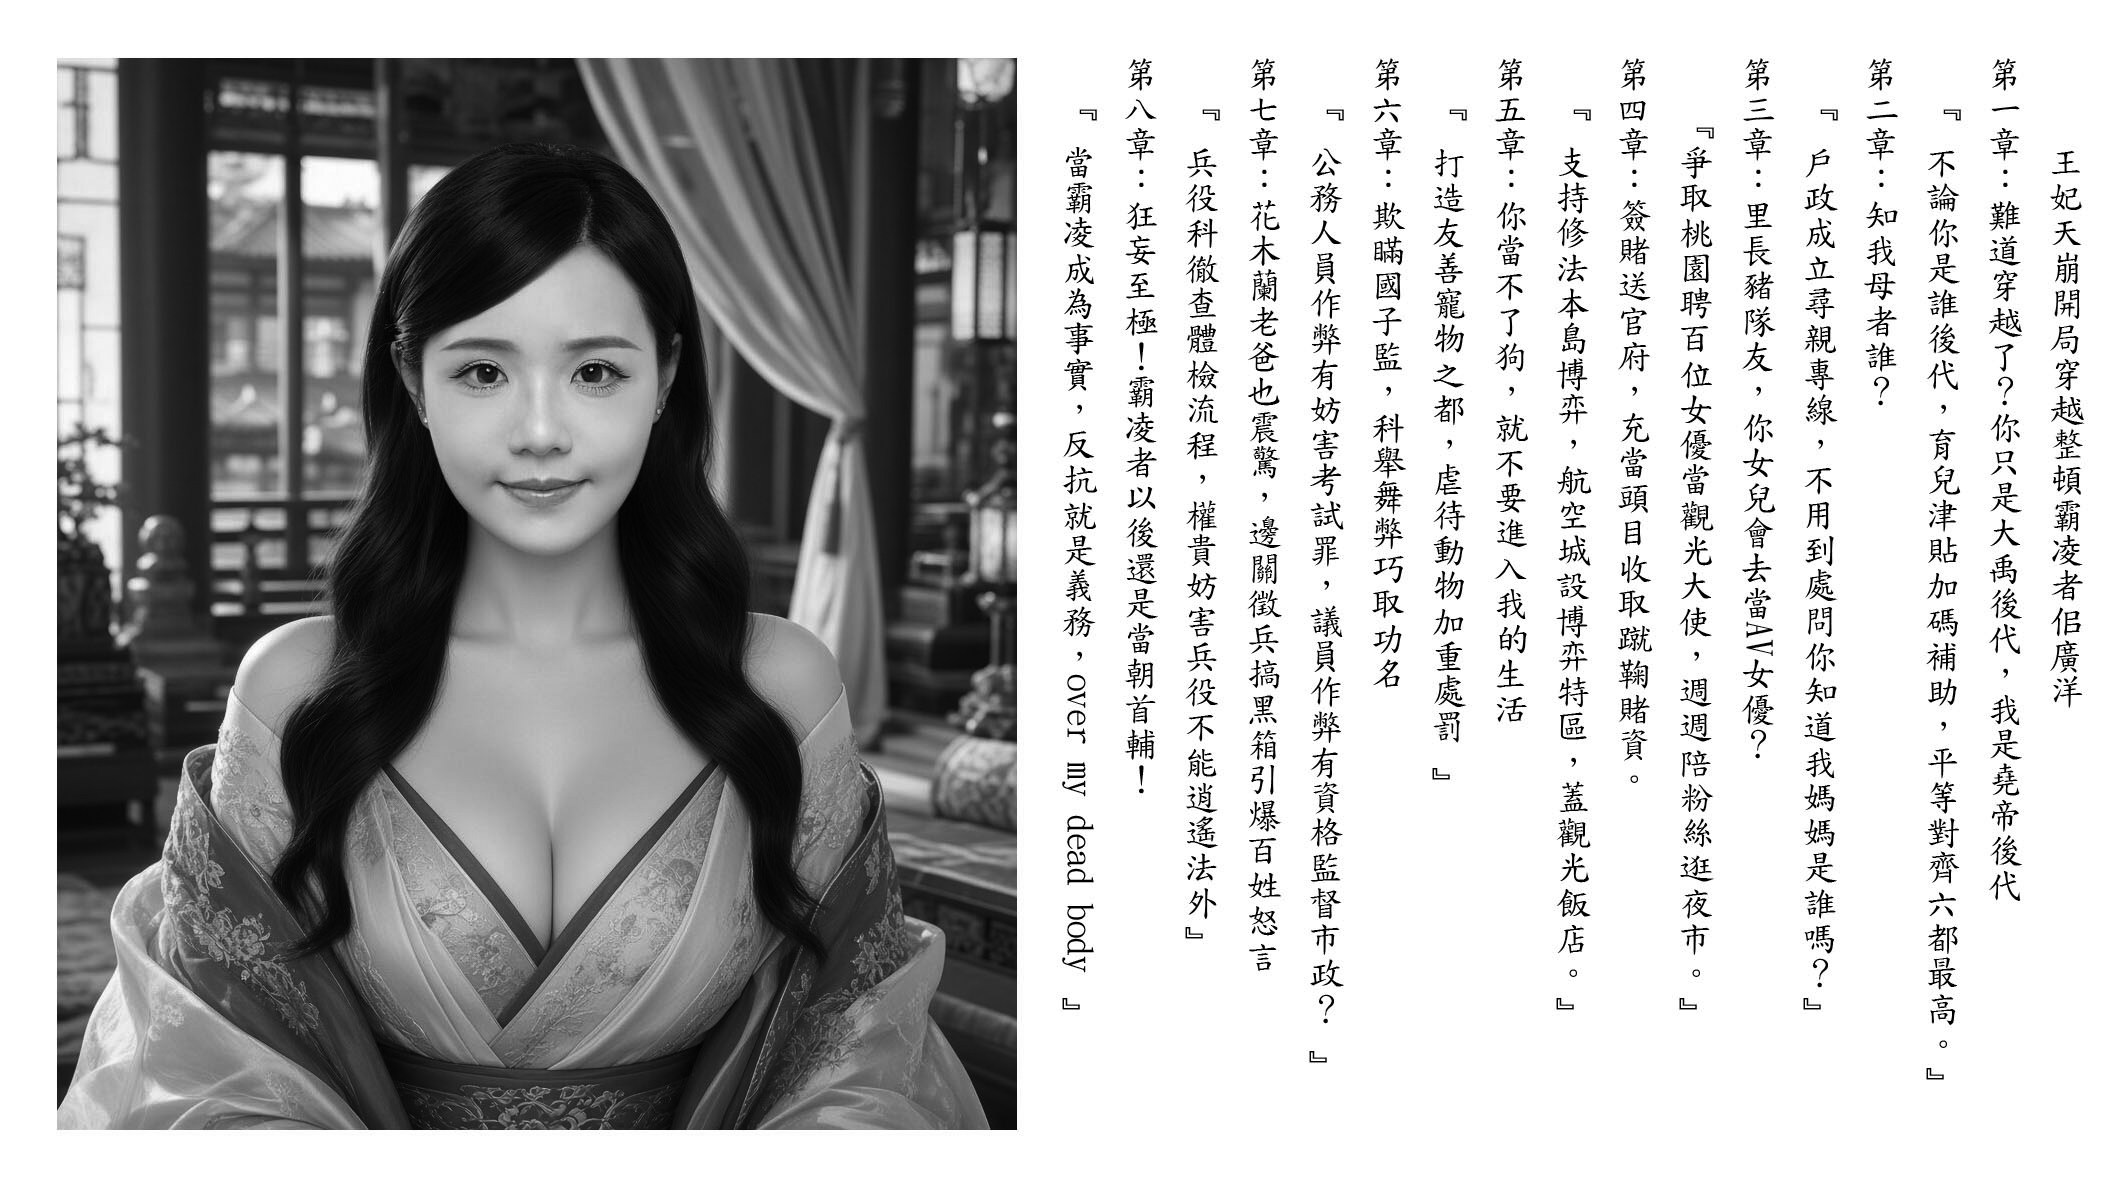 王妃天崩開局穿越整頓霸凌者佀廣洋
第一章：難道穿越了？你只是大禹後代，我是堯帝後代
『不論你是誰後代，育兒津貼加碼補助，平等對齊六都最高。』
第二章：知我母者誰？
『戶政成立尋親專線，不用到處問你知道我媽媽是誰嗎？』
第三章：里長豬隊友，你女兒會去當AV女優？
『爭取桃園聘百位女優當觀光大使，週週陪粉絲逛夜市。』
第四章：簽賭送官府，充當頭目收取蹴鞠賭資。
『支持修法本島博弈，航空城設博弈特區，蓋觀光飯店。』
第五章：你當不了狗，就不要進入我的生活
『打造友善寵物之都，虐待動物加重處罰』
第六章：欺瞞國子監，科舉舞弊巧取功名
『公務人員作弊有妨害考試罪，議員作弊有資格監督市政？』
第七章：花木蘭老爸也震驚，邊關徵兵搞黑箱引爆百姓怒言
『兵役科徹查體檢流程，權貴妨害兵役不能逍遙法外』
第八章：狂妄至極！霸凌者以後還是當朝首輔！
『當霸凌成為事實，反抗就是義務，over my dead body』